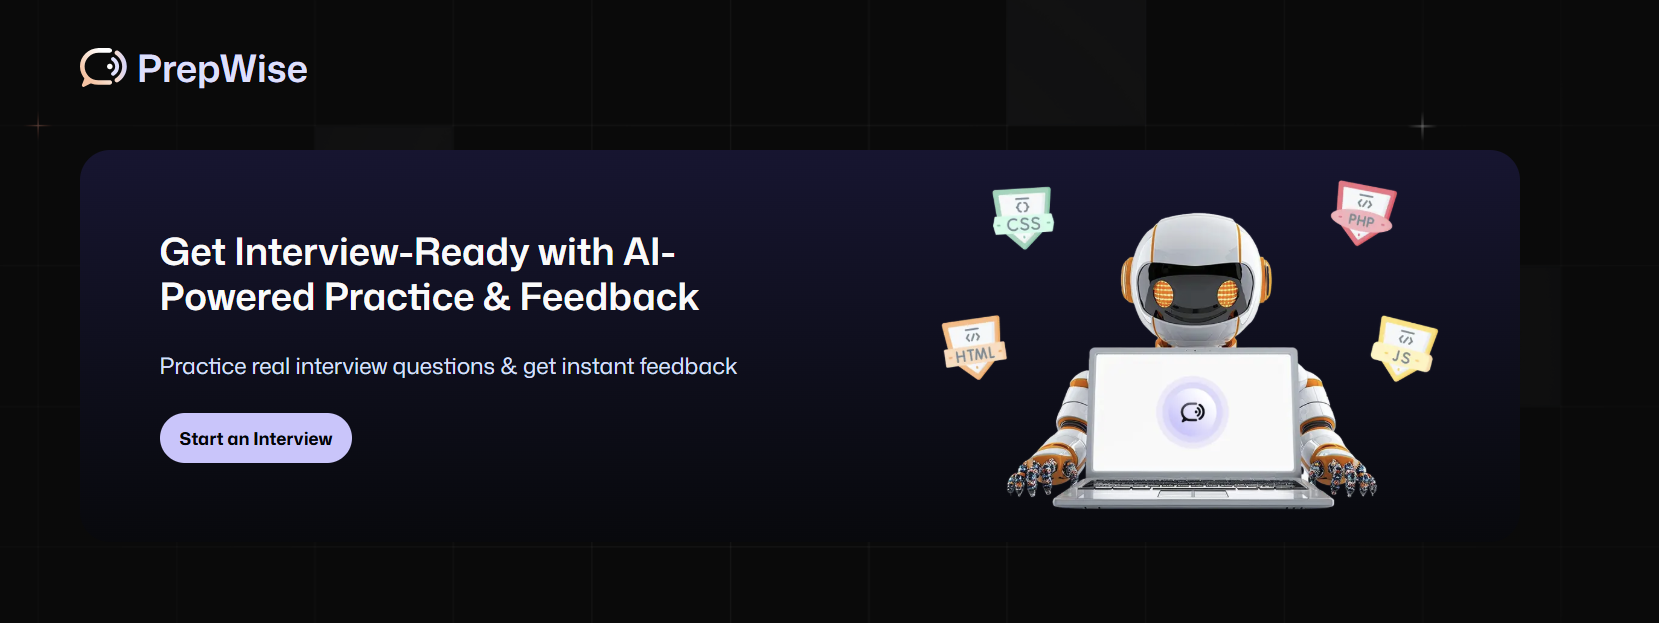 PrepWise
Get Interview-Ready with AI-
Powered Practice & Feedback
Practice real interview questions & get instant feedback
Start an Interview
CSS
PHP
HTML
JS